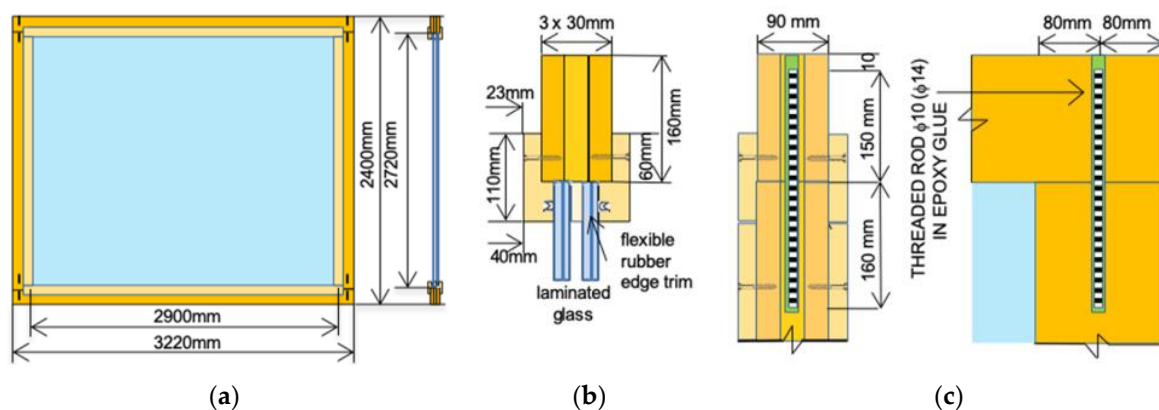 2400mm
2720mm
2900mm
3220mm
(a)
3 x 30mm
23mm
160mm
60mm
110mm
40mm
flexible
rubber
edge trim
laminated
glass
(b)
90 mm
10
150 mm
160 mm
80mm
80mm
THREADED ROD ϕ10 (ϕ14)
IN EPOXY GLUE
(c)